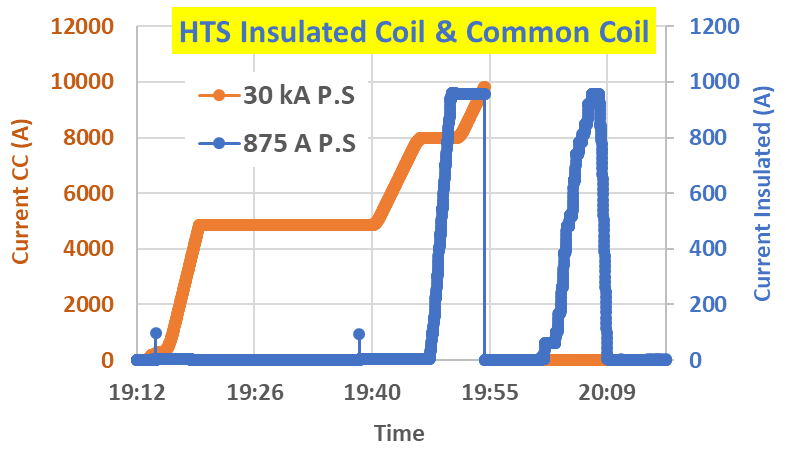 HTS Insulated Coil & Common Coil
12000
10000
8000
6000
4000
2000
0
Current CC (A)
30 kA P.S
875 A P.S
1200
1000
800
600
400
200
0
Current Insulated (A)
19:12 19:26 19:40 19:55 20:09
Time